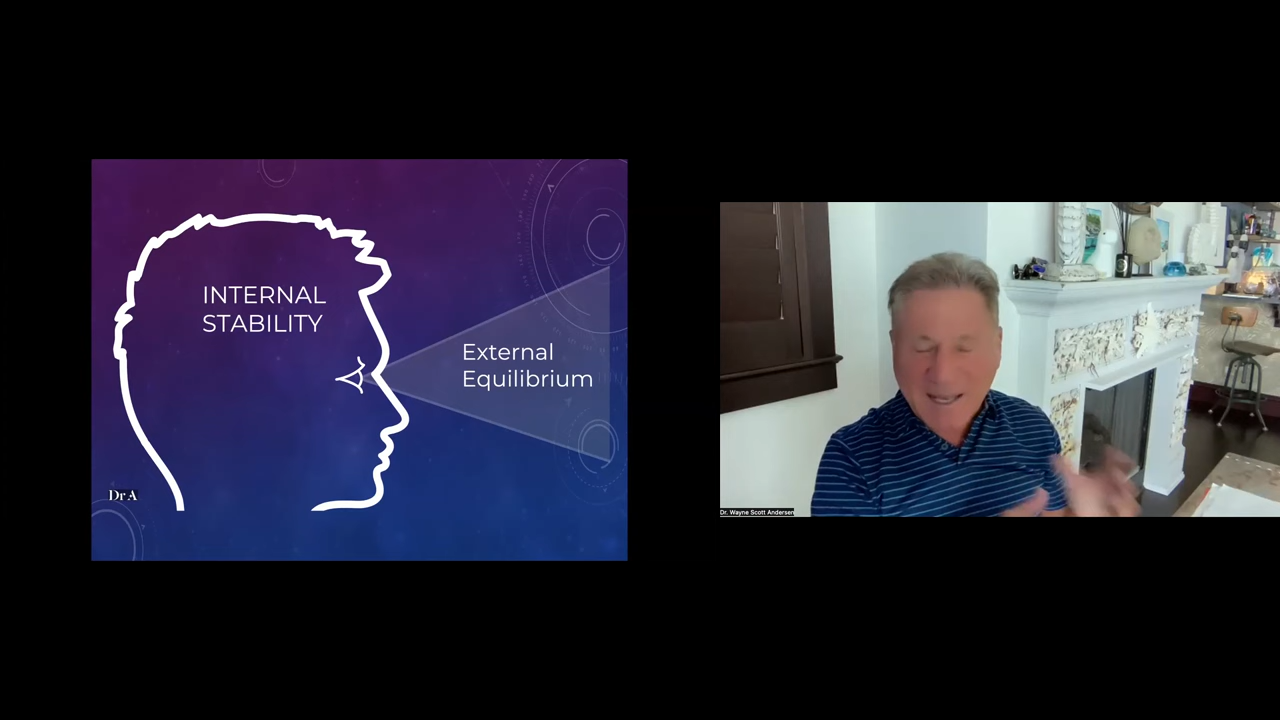 INTERNAL
STABILITY
External
Equilibrium
Dr A
Dr. Wayne Scott Andersen